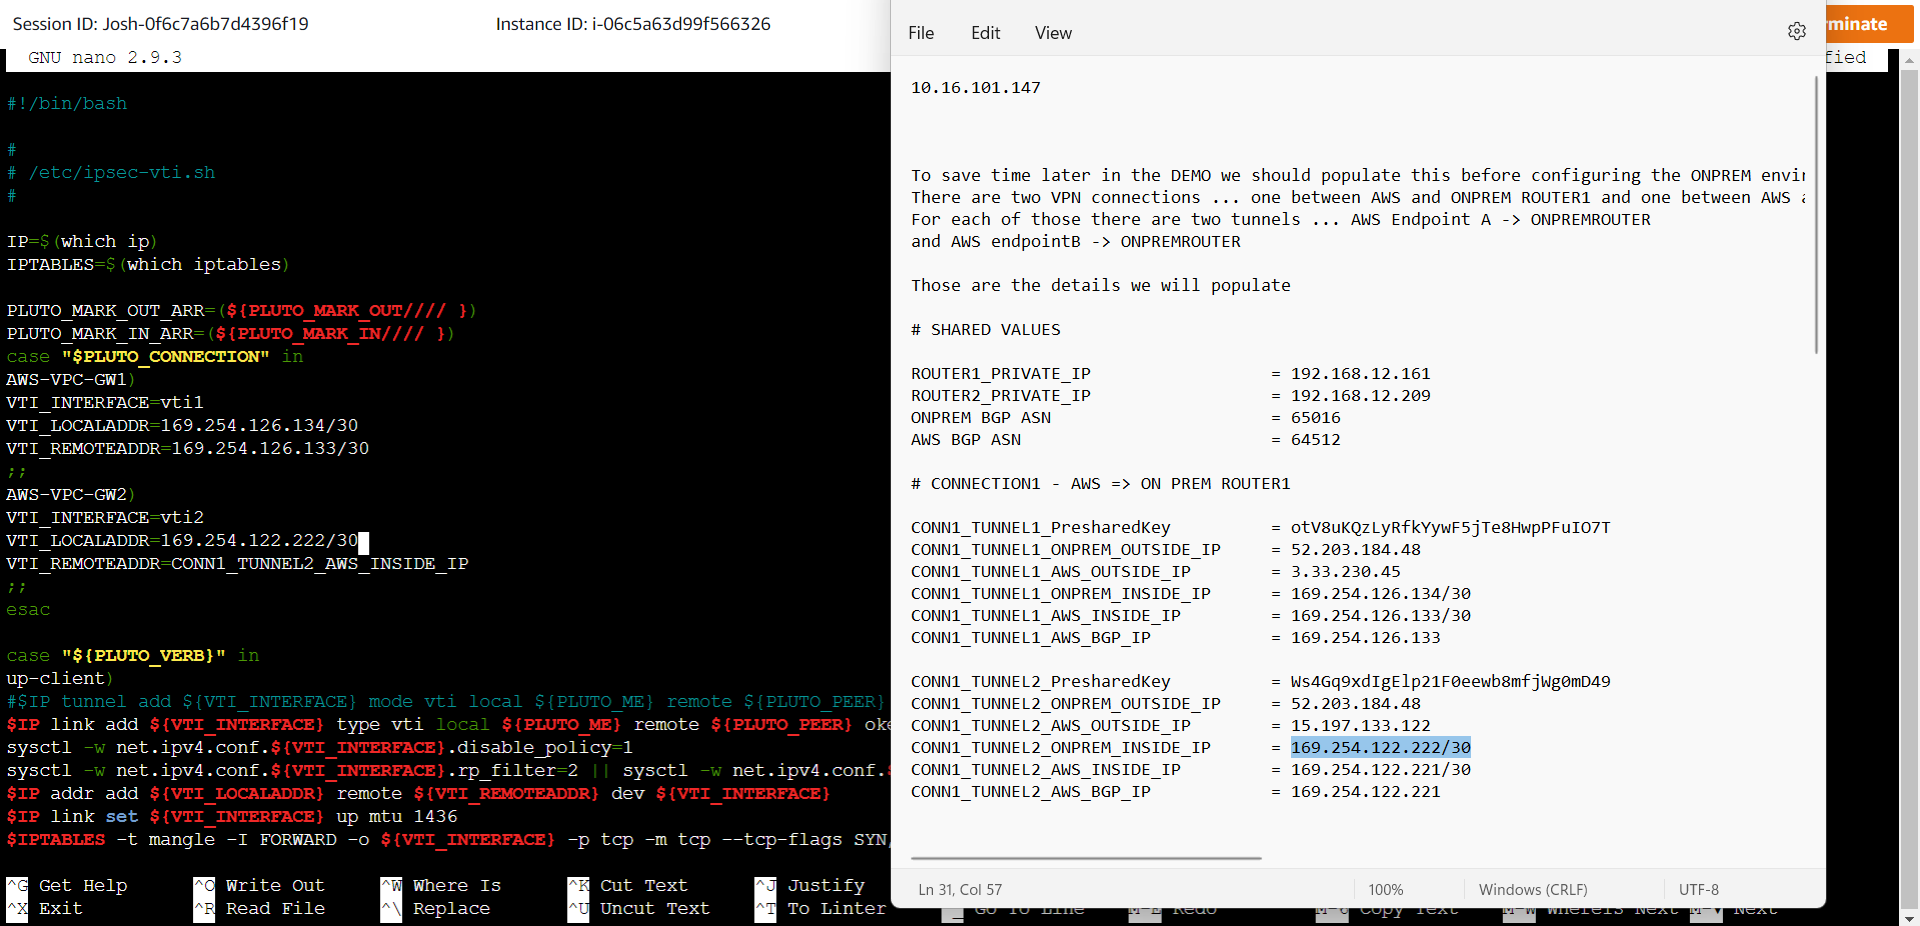 Session ID: Josh-0f6c7a6b7d4396f19
Instance ID: i-06c5a63d99f566326
GNU nano 2.9.3
#!/bin/bash
#
# /etc/ipsec-vti.sh
#
IP=$(which ip)
IPTABLES=$(which iptables)
PLUTO_MARK_OUT_ARR=(${PLUTO_MARK_OUT//// })
PLUTO_MARK_IN_ARR=(${PLUTO_MARK_IN//// })
case "$PLUTO_CONNECTION" in
AWS-VPC-GW1)
VTI_INTERFACE=vti1
VTI_LOCALADDR=169.254.126.134/30
VTI_REMOTEADDR=169.254.126.133/30
;;
AWS-VPC-GW2)
VTI_INTERFACE=vti2
VTI_LOCALADDR=169.254.122.222/30
VTI_REMOTEADDR=CONN1_TUNNEL2_AWS_INSIDE_IP
;;
esac
case "${PLUTO_VERB}" in
up-client)
#$IP tunnel add ${VTI_INTERFACE} mode vti local ${PLUTO_ME} remote ${PLUTO_PEER}
$IP link add ${VTI_INTERFACE} type vti local ${PLUTO_ME} remote ${PLUTO_PEER} oke
sysctl -w net.ipv4.conf.${VTI_INTERFACE}.disable_policy=1
sysctl -w net.ipv4.conf.${VTI_INTERFACE}.rp_filter=2 || sysctl -w net.ipv4.conf.
$IP addr add ${VTI_LOCALADDR} remote ${VTI_REMOTEADDR} dev ${VTI_INTERFACE}
$IP link set ${VTI_INTERFACE} up mtu 1436
$IPTABLES -t mangle -I FORWARD -o ${VTI_INTERFACE} -p tcp -m tcp --tcp-flags SYN,
^G Get Help ^O Write Out ^W Where Is ^K Cut Text ^J Justify
^X Exit ^R Read File ^\ Replace ^U Uncut Text ^T To Linter
File Edit View
10.16.101.147
To save time later in the DEMO we should populate this before configuring the ONPREM envir
There are two VPN connections ... one between AWS and ONPREM ROUTER1 and one between AWS a
For each of those there are two tunnels ... AWS Endpoint A -> ONPREMROUTER
and AWS endpointB -> ONPREMROUTER
Those are the details we will populate
# SHARED VALUES
ROUTER1_PRIVATE_IP = 192.168.12.161
ROUTER2_PRIVATE_IP = 192.168.12.209
ONPREM BGP ASN = 65016
AWS BGP ASN = 64512
# CONNECTION1 - AWS => ON PREM ROUTER1
CONN1_TUNNEL1_PresharedKey = otV8uKQzLyRfkYywF5jTe8HwpPFuIO7T
CONN1_TUNNEL1_ONPREM_OUTSIDE_IP = 52.203.184.48
CONN1_TUNNEL1_AWS_OUTSIDE_IP = 3.33.230.45
CONN1_TUNNEL1_ONPREM_INSIDE_IP = 169.254.126.134/30
CONN1_TUNNEL1_AWS_INSIDE_IP = 169.254.126.133/30
CONN1_TUNNEL1_AWS_BGP_IP = 169.254.126.133
CONN1_TUNNEL2_PresharedKey = Ws4Gq9xdIgElp21F0eewb8mfjWg0mD49
CONN1_TUNNEL2_ONPREM_OUTSIDE_IP = 52.203.184.48
CONN1_TUNNEL2_AWS_OUTSIDE_IP = 15.197.133.122
CONN1_TUNNEL2_ONPREM_INSIDE_IP = 169.254.122.222/30
CONN1_TUNNEL2_AWS_INSIDE_IP = 169.254.122.221/30
CONN1_TUNNEL2_AWS_BGP_IP = 169.254.122.221
Ln 31, Col 57 100% Windows (CRLF) UTF-8
minate
fied
Go To Line M-E Redo M-6 Copy Text M-W WhereIs Next Next